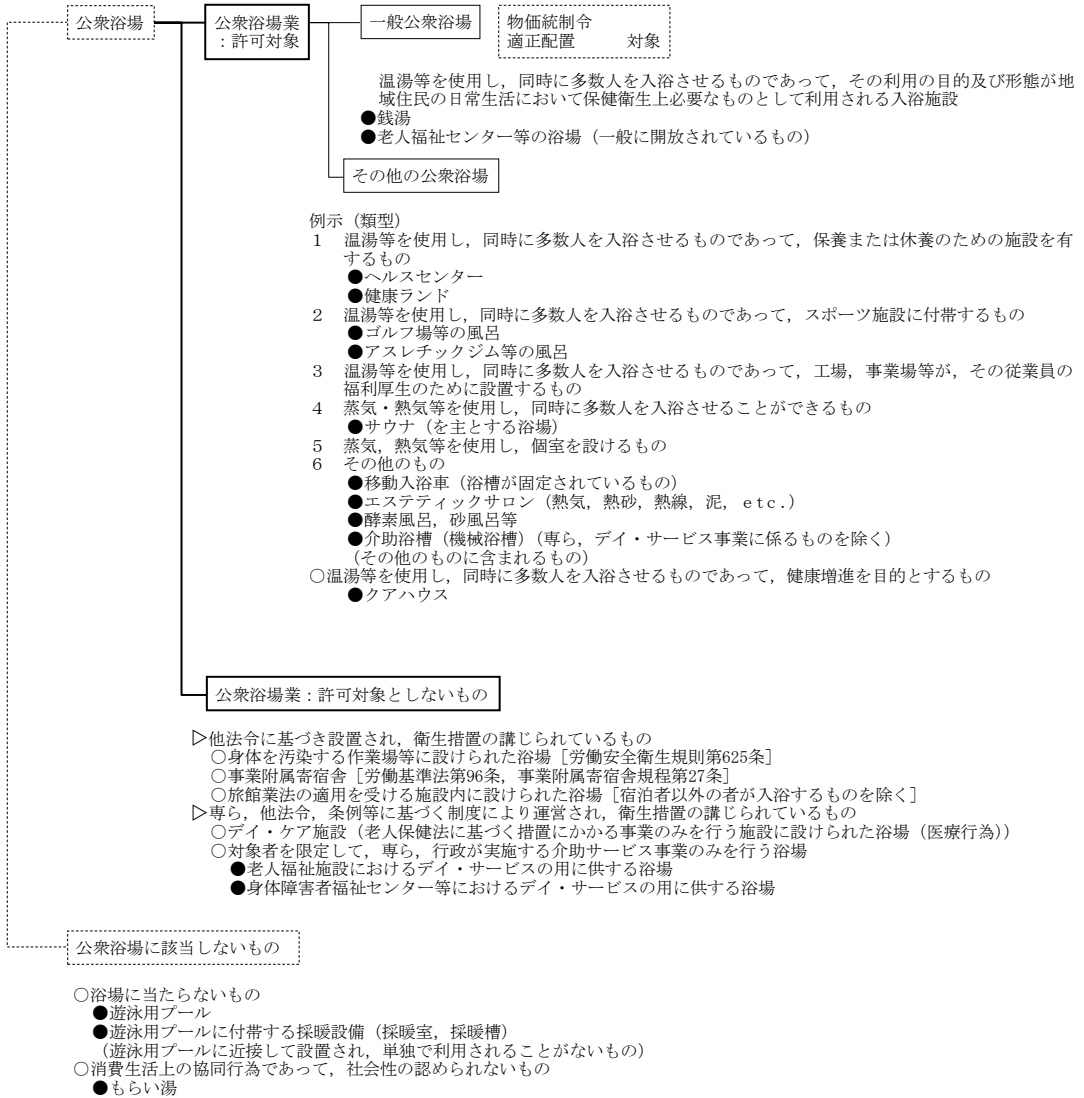 公衆浴場
公衆浴場業
：許可対象
一般公衆浴場
物価統制令
適正配置　　　対象
温湯等を使用し，同時に多数人を入浴させるものであって，その利用の目的及び形態が地
域住民の日常生活において保健衛生上必要なものとして利用される入浴施設
●銭湯
●老人福祉センター等の浴場（一般に開放されているもの）
その他の公衆浴場
例示（類型）
１　温湯等を使用し，同時に多数人を入浴させるものであって，保養または休養のための施設を有
するもの
●ヘルスセンター
●健康ランド
２　温湯等を使用し，同時に多数人を入浴させるものであって，スポーツ施設に付帯するもの
●ゴルフ場等の風呂
●アスレチックジム等の風呂
３　温湯等を使用し，同時に多数人を入浴させるものであって，工場，事業場等が，その従業員の
福利厚生のために設置するもの
４　蒸気・熱気等を使用し，同時に多数人を入浴させることができるもの
●サウナ（を主とする浴場）
５　蒸気，熱気等を使用し，個室を設けるもの
６　その他のもの
●移動入浴車（浴槽が固定されているもの）
●エステティックサロン（熱気，熱砂，熱線，泥，ｅｔｃ．）
●酵素風呂，砂風呂等
●介助浴槽（機械浴槽）（専ら，デイ・サービス事業に係るものを除く）
（その他のものに含まれるもの）
○温湯等を使用し，同時に多数人を入浴させるものであって，健康増進を目的とするもの
●クアハウス
公衆浴場業：許可対象としないもの
▷他法令に基づき設置され，衛生措置の講じられているもの
○身体を汚染する作業場等に設けられた浴場［労働安全衛生規則第625条］
○事業附属寄宿舎［労働基準法第96条，事業附属寄宿舎規程第27条］
○旅館業法の適用を受ける施設内に設けられた浴場［宿泊者以外の者が入浴するものを除く］
▷専ら，他法令，条例等に基づく制度により運営され，衛生措置の講じられているもの
○デイ・ケア施設（老人保健法に基づく措置にかかる事業のみを行う施設に設けられた浴場（医療行為））
○対象者を限定して，専ら，行政が実施する介助サービス事業のみを行う浴場
●老人福祉施設におけるデイ・サービスの用に供する浴場
●身体障害者福祉センター等におけるデイ・サービスの用に供する浴場
公衆浴場に該当しないもの
○浴場に当たらないもの
●遊泳用プール
●遊泳用プールに付帯する採暖設備（採暖室，採暖槽）
（遊泳用プールに近接して設置され，単独で利用されることがないもの）
○消費生活上の協同行為であって，社会性の認められないもの
●もらい湯